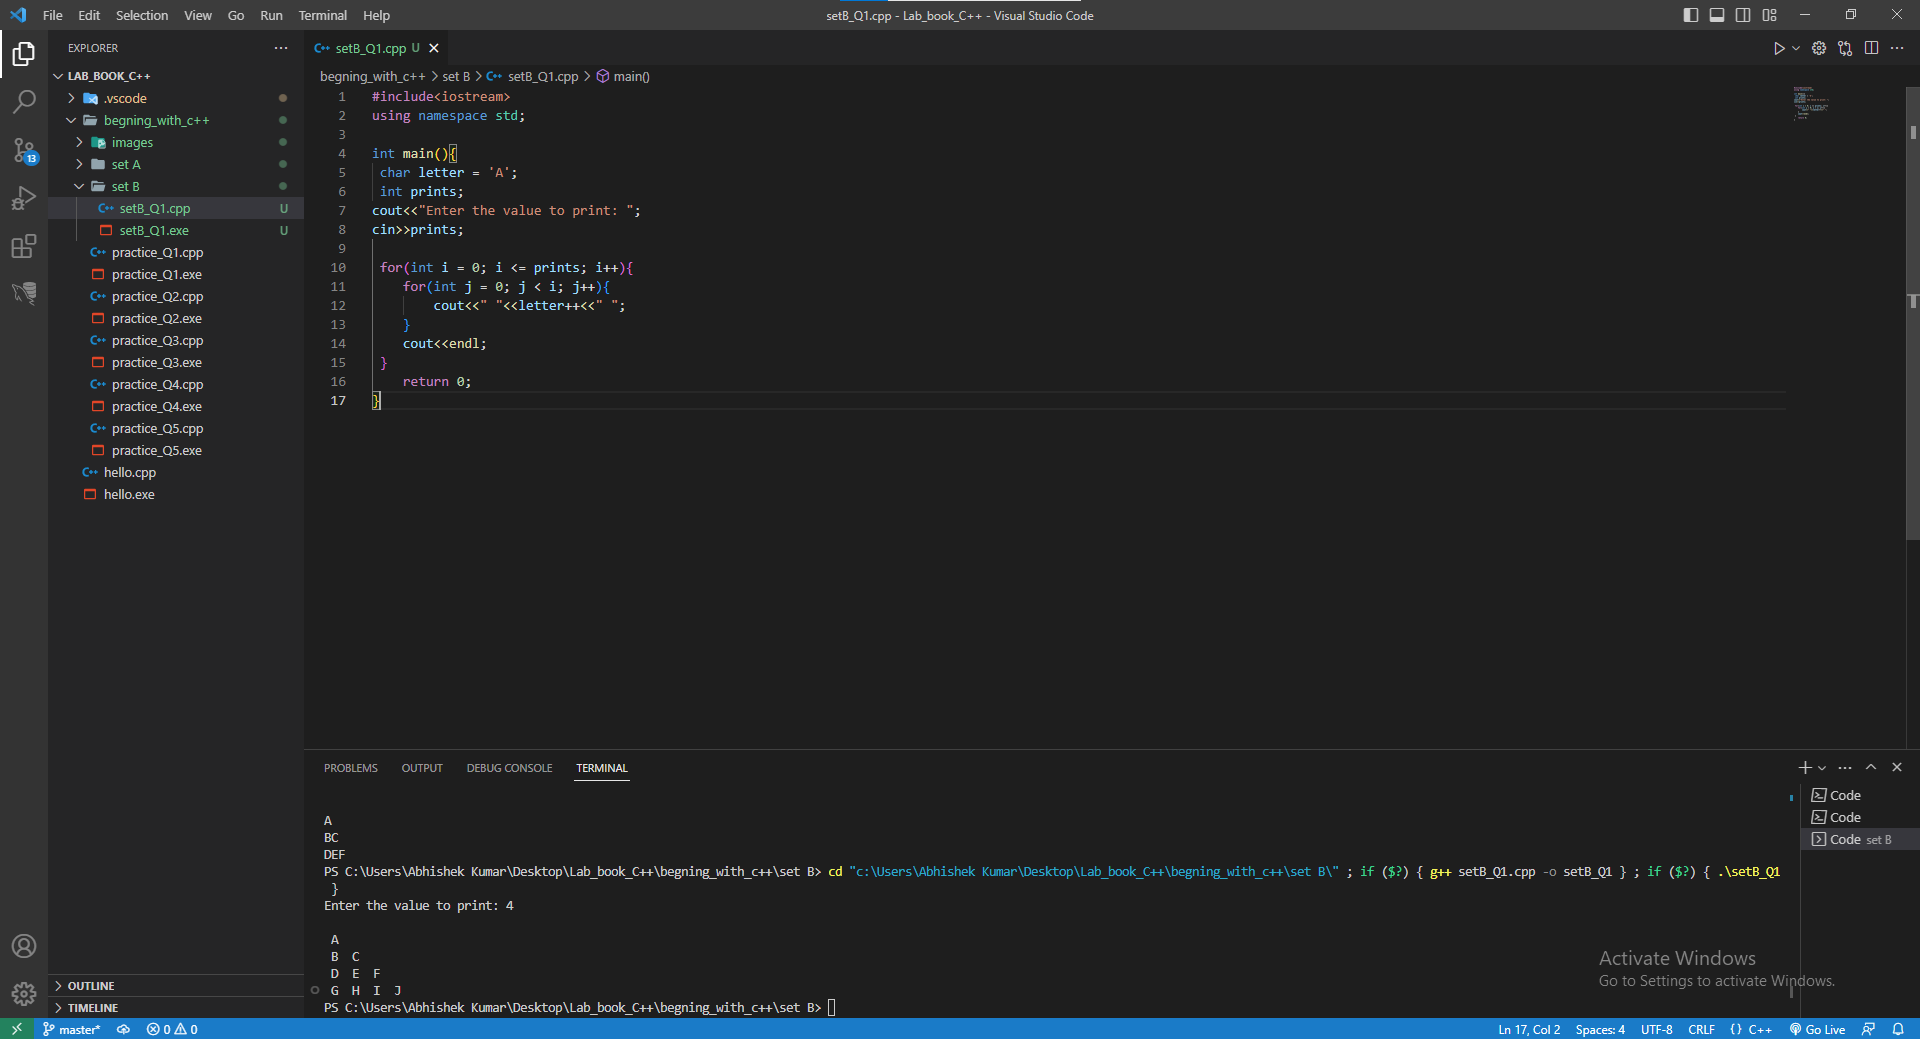 File Edit Selection View Go Run Terminal Help
setB_Q1.cpp - Lab_book_C++ - Visual Studio Code
EXPLORER
LAB_BOOK_C++
.vscode
begning_with_c++
images
set A
set B
setB_Q1.cpp U
setB_Q1.exe U
practice_Q1.cpp
practice_Q1.exe
practice_Q2.cpp
practice_Q2.exe
practice_Q3.cpp
practice_Q3.exe
practice_Q4.cpp
practice_Q4.exe
practice_Q5.cpp
practice_Q5.exe
hello.cpp
hello.exe
OUTLINE
TIMELINE
13
setB_Q1.cpp U
begning_with_c++ > set B > setB_Q1.cpp > main()
1 #include<iostream>
2 using namespace std;
3
4 int main(){
5 char letter = 'A';
6 int prints;
7 cout<<"Enter the value to print: ";
8 cin>>prints;
9
10 for(int i = 0; i <= prints; i++){
11 for(int j = 0; j < i; j++){
12 cout<<" "<<letter++<<" ";
13 }
14 cout<<endl;
15 }
16 return 0;
17 }
PROBLEMS OUTPUT DEBUG CONSOLE TERMINAL
A
BC
DEF
PS C:\Users\Abhishek Kumar\Desktop\Lab_book_C++\begning_with_c++\set B> cd "c:\Users\Abhishek Kumar\Desktop\Lab_book_C++\begning_with_c++\set B\" ; if ($?) { g++ setB_Q1.cpp -o setB_Q1 } ; if ($?) { .\setB_Q1
}
Enter the value to print: 4
A
B C
D E F
G H I J
PS C:\Users\Abhishek Kumar\Desktop\Lab_book_C++\begning_with_c++\set B>
Code
Code
Code set B
Activate Windows
Go to Settings to activate Windows.
master* 0 0
Ln 17, Col 2 Spaces: 4 UTF-8 CRLF {} C++ Go Live